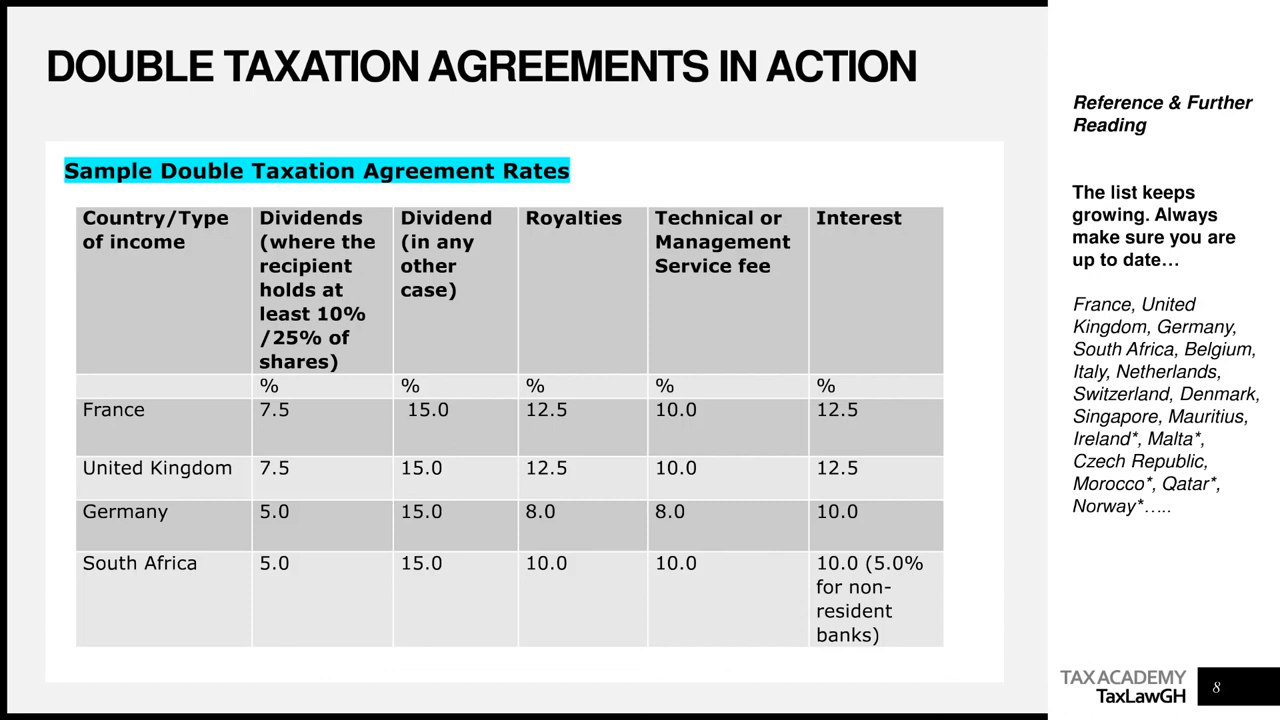 DOUBLE TAXATION AGREEMENTS IN ACTION
Sample Double Taxation Agreement Rates
Country/Type
of income
Dividends
(where the
recipient
holds at
least 10%
/25% of
shares)
Dividend
(in any
other
case)
Royalties
Technical or
Management
Service fee
Interest
% % % % %
France 7.5 15.0 12.5 10.0 12.5
United Kingdom 7.5 15.0 12.5 10.0 12.5
Germany 5.0 15.0 8.0 8.0 10.0
South Africa 5.0 15.0 10.0 10.0 10.0 (5.0%
for non-
resident
banks)
Reference & Further
Reading
The list keeps
growing. Always
make sure you are
up to date…
France, United
Kingdom, Germany,
South Africa, Belgium,
Italy, Netherlands,
Switzerland, Denmark,
Singapore, Mauritius,
Ireland*, Malta*,
Czech Republic,
Morocco*, Qatar*,
Norway*…..
TAX ACADEMY
TaxLawGH
8